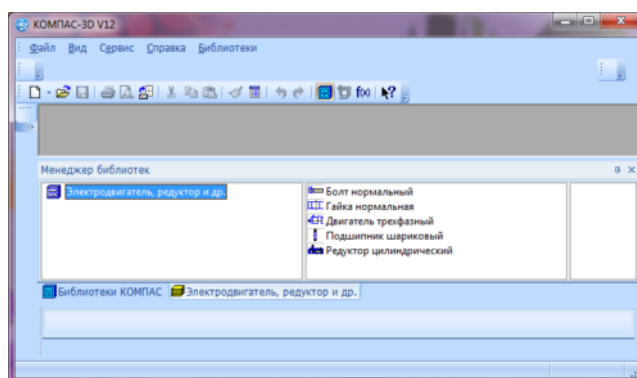 КОМПАС-3D V12
Файл Вид Сервис Справка Библиотеки
f(x)
Менеджер библиотек
Электродвигатель, редуктор и др.
Болт нормальный
Гайка нормальная
Двигатель трехфазный
Подшипник шариковый
Редуктор цилиндрический
Библиотеки КОМПАС Электродвигатель, редуктор и др.